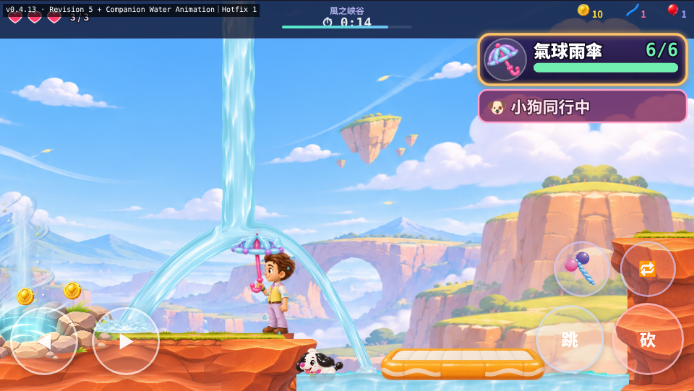 v0.4.13 · Revision 5 + Companion Water Animation | Hotfix 1
3/3
風之峽谷
0:14
10
1
1
氣球雨傘 6/6
小狗同行中
跳
砍